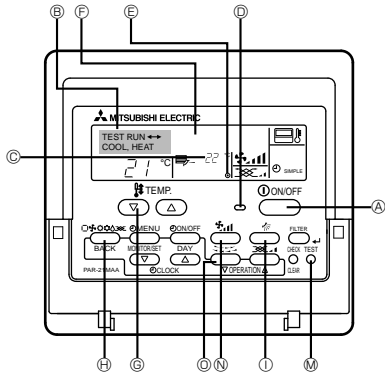 Ⓑ Ⓕ Ⓔ Ⓓ
MITSUBISHI ELECTRIC
TEST RUN ↔
COOL, HEAT
Ⓒ 22 °C
21 °C
SIMPLE
TEMP. ON/OFF
Ⓐ
MENU ON/OFF FILTER
BACK MONITOR/SET DAY CHECK TEST
PAR-21MAA CLOCK ▽ OPERATION △ CLEAR
Ⓗ Ⓖ Ⓞ Ⓝ Ⓘ Ⓜ